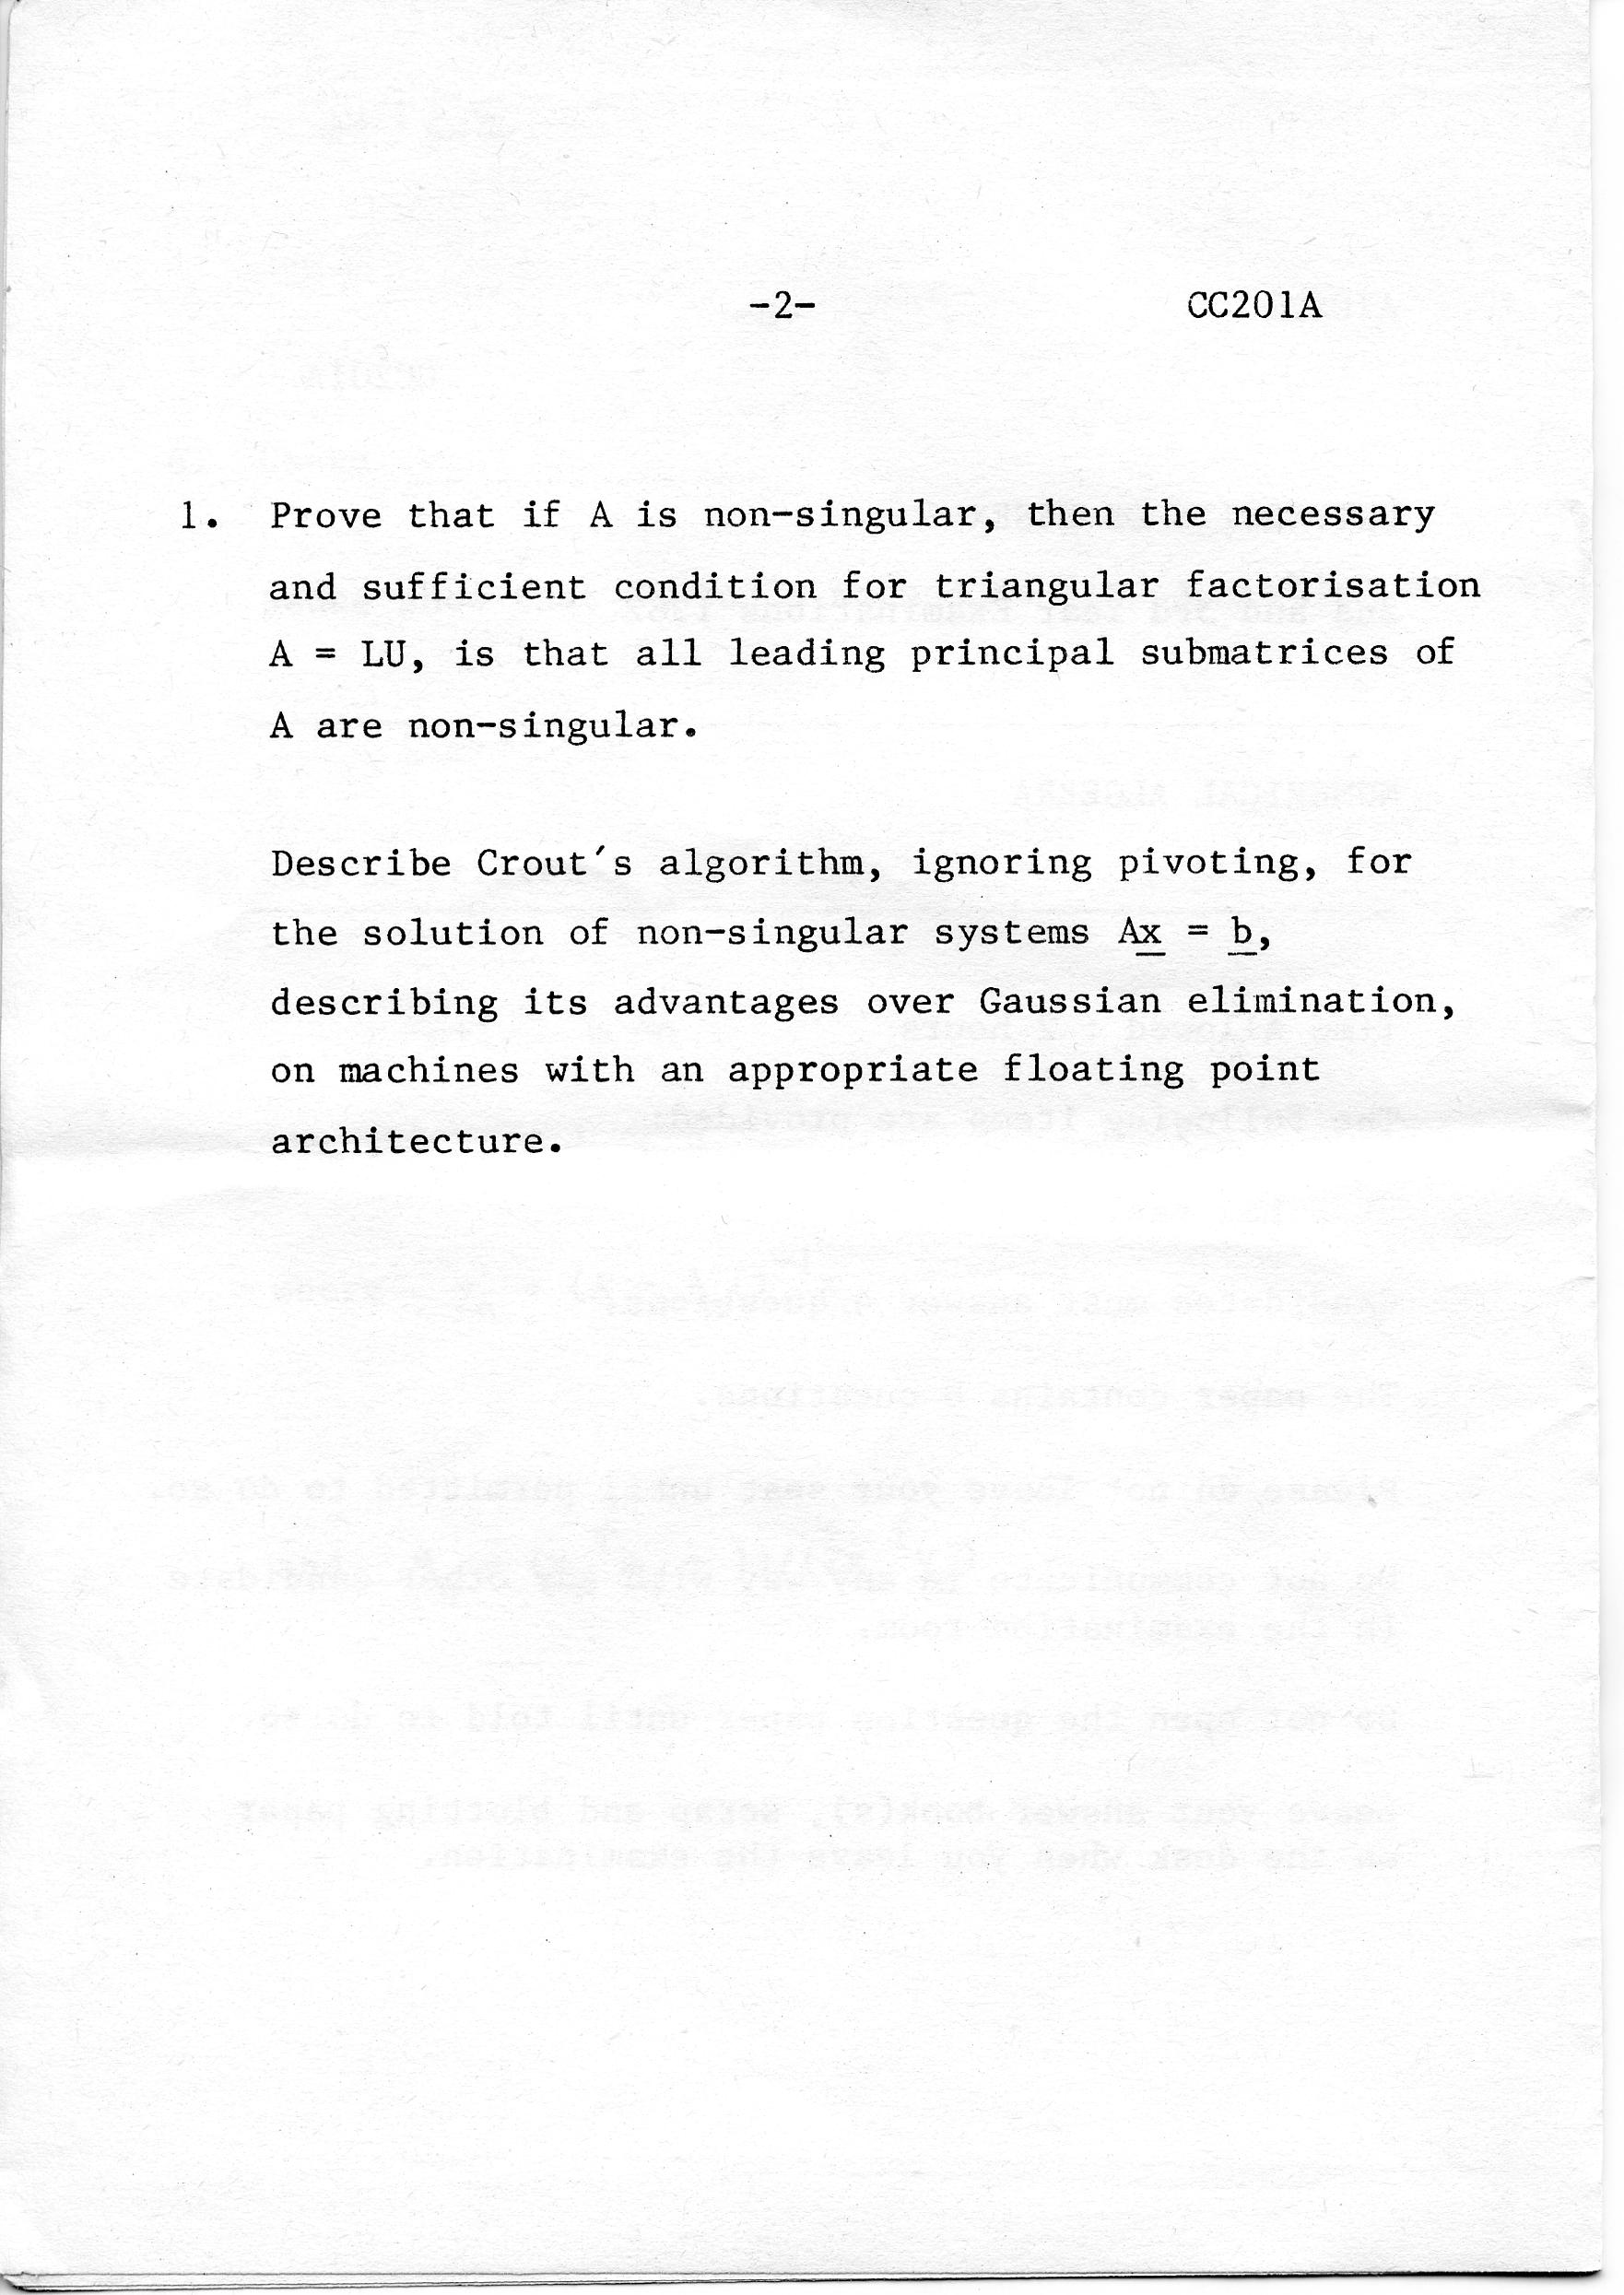 -2- CC201A
1. Prove that if A is non-singular, then the necessary
and sufficient condition for triangular factorisation
A = LU, is that all leading principal submatrices of
A are non-singular.
Describe Crout's algorithm, ignoring pivoting, for
the solution of non-singular systems Ax = b,
describing its advantages over Gaussian elimination,
on machines with an appropriate floating point
architecture.